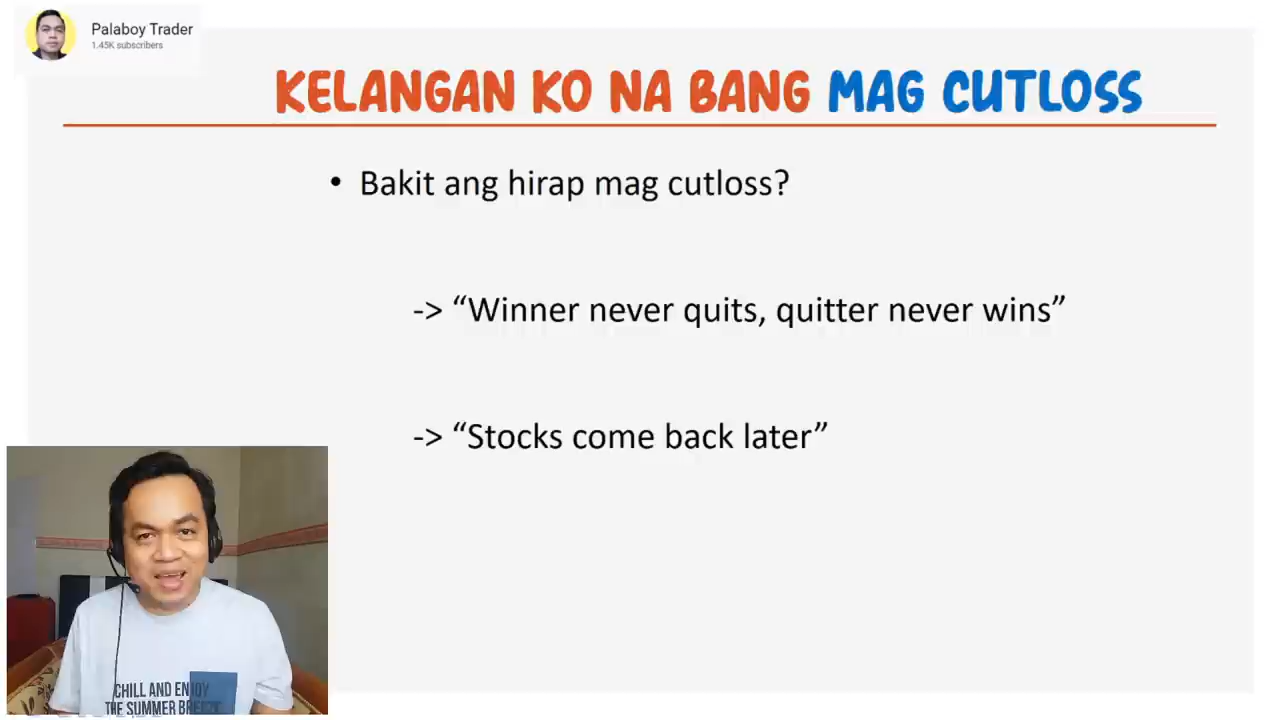 Palaboy Trader
1.45K subscribers
KELANGAN KO NA BANG MAG CUTLOSS
• Bakit ang hirap mag cutloss?
-> “Winner never quits, quitter never wins”
-> “Stocks come back later”
CHILL AND ENJOY
THE SUMMER BREEZE